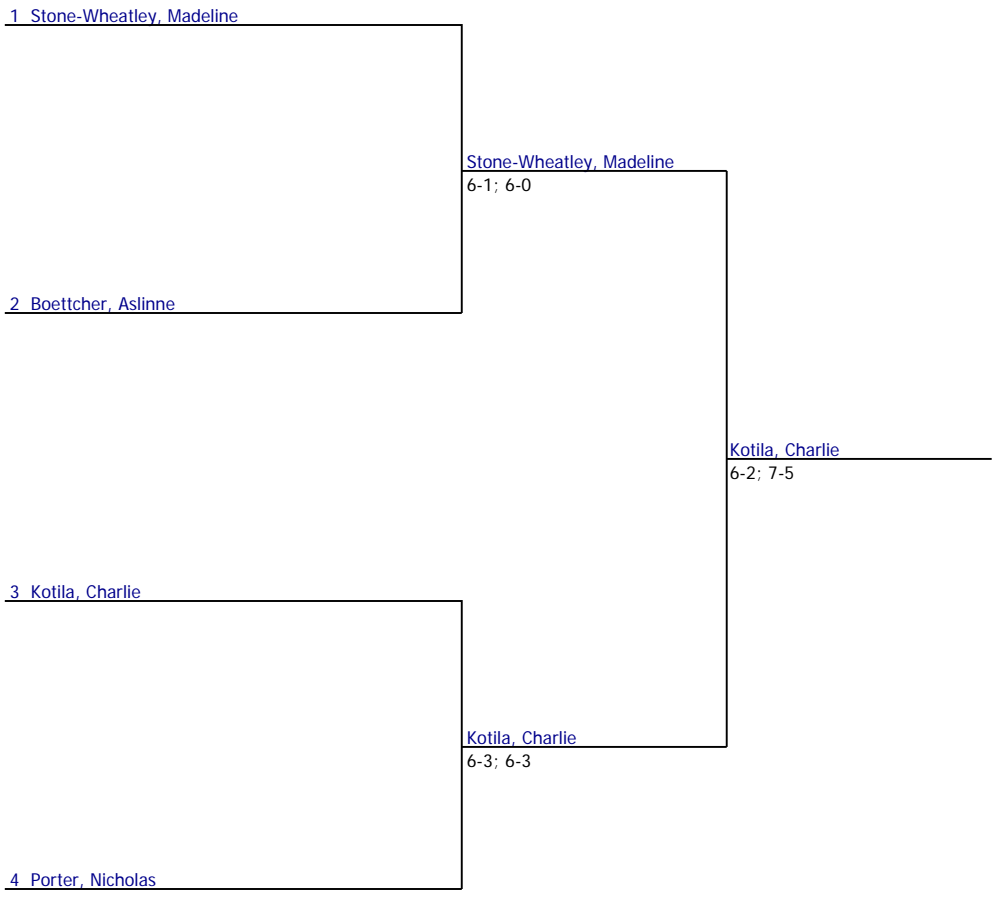 1 Stone-Wheatley, Madeline
Stone-Wheatley, Madeline
6-1; 6-0
2 Boettcher, Aslinne
Kotila, Charlie
6-2; 7-5
3 Kotila, Charlie
Kotila, Charlie
6-3; 6-3
4 Porter, Nicholas